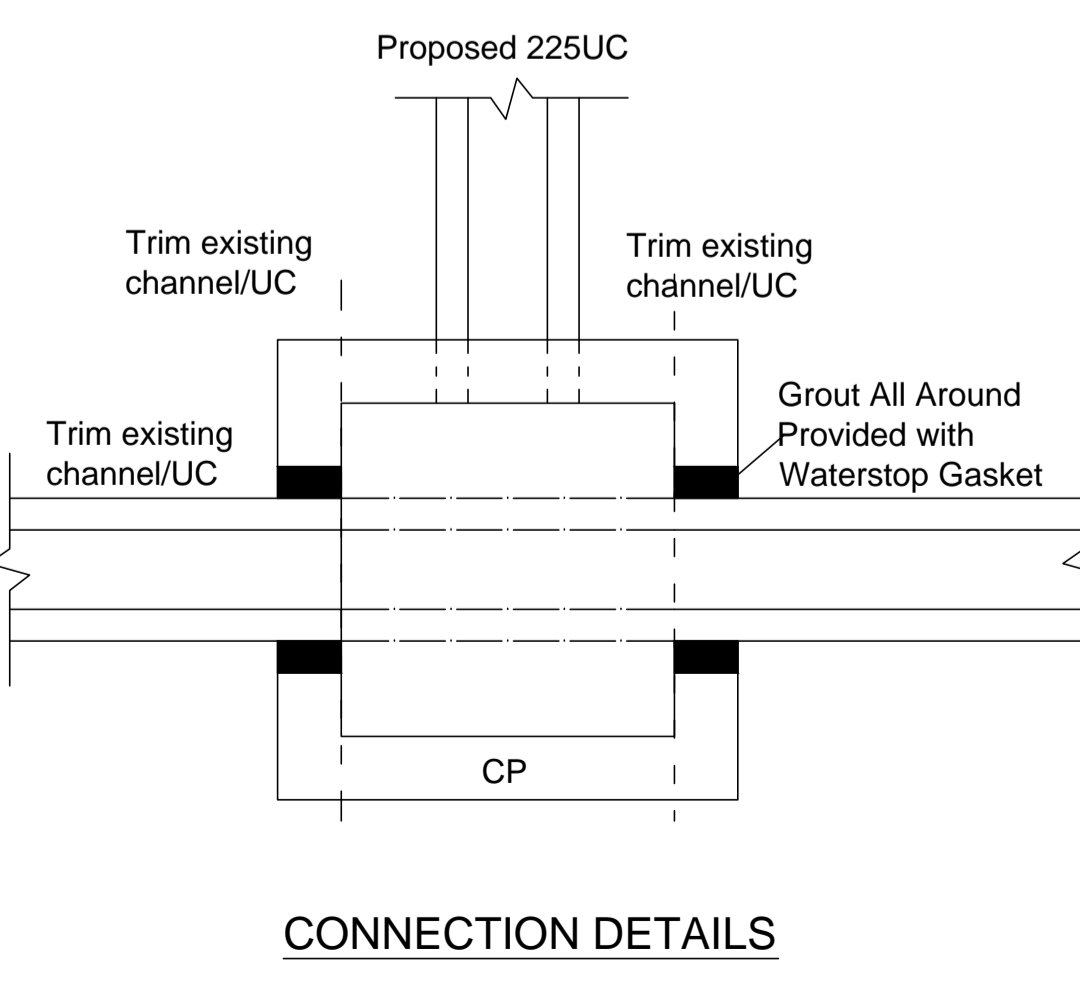 Proposed 225UC
Trim existing
channel/UC
Trim existing
channel/UC
Grout All Around
Provided with
Waterstop Gasket
Trim existing
channel/UC
CP
CONNECTION DETAILS